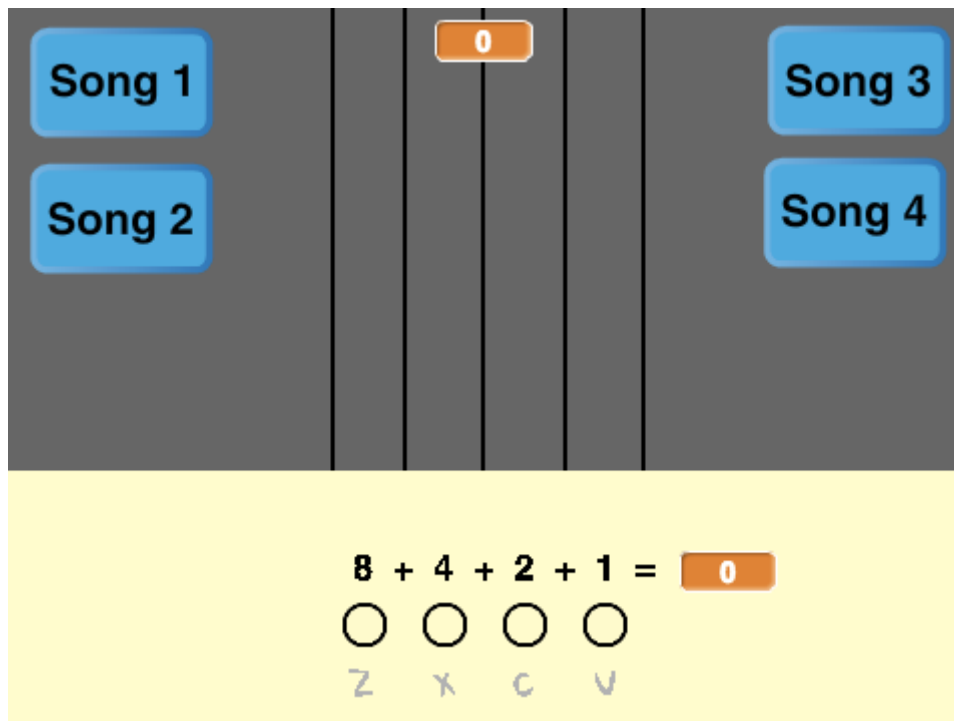 0
Song 1
Song 3
Song 2
Song 4
8 + 4 + 2 + 1 = 0
Z X C V